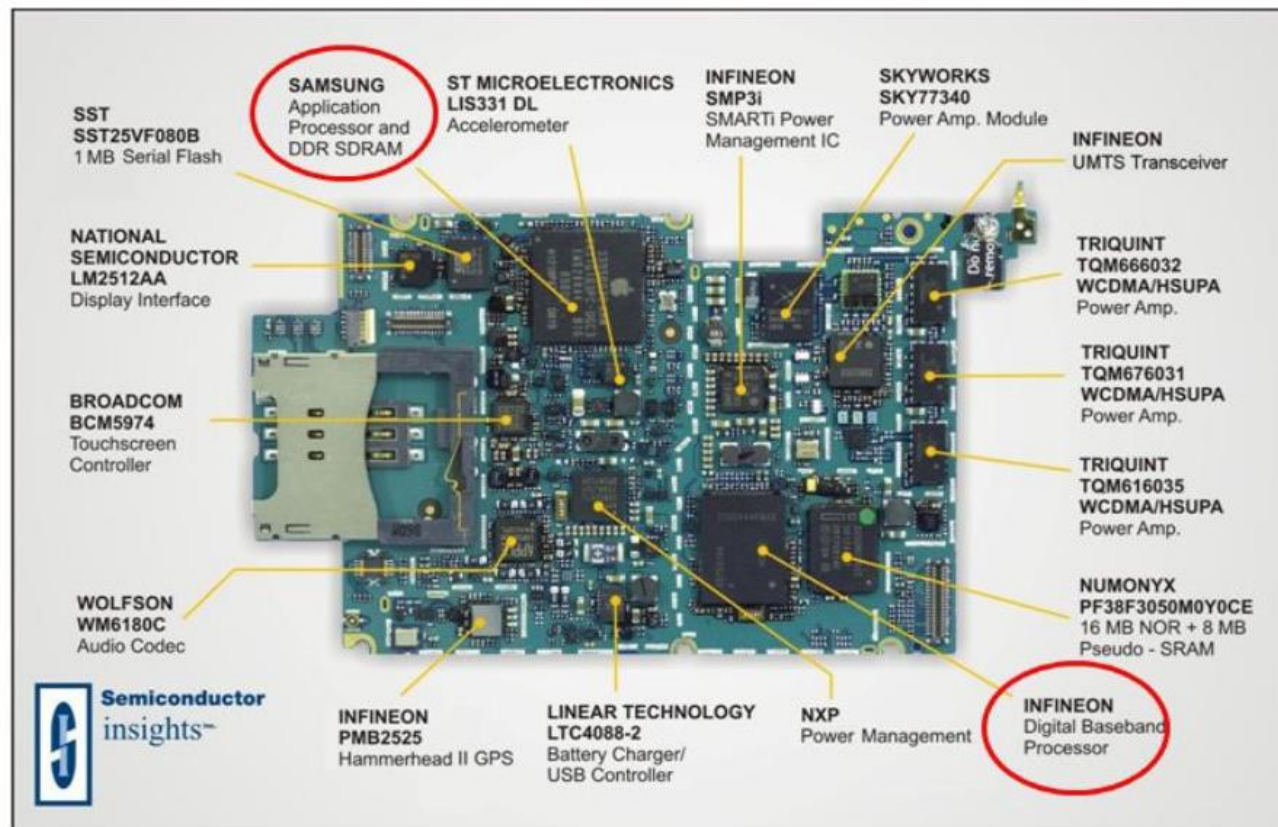 SAMSUNG
Application
Processor and
DDR SDRAM
ST MICROELECTRONICS
LIS331 DL
Accelerometer
INFINEON
SMP3i
SMARTi Power
Management IC
SKYWORKS
SKY77340
Power Amp. Module
SST
SST25VF080B
1 MB Serial Flash
INFINEON
UMTS Transceiver
NATIONAL
SEMICONDUCTOR
LM2512AA
Display Interface
TRIQUINT
TQM666032
WCDMA/HSUPA
Power Amp.
BROADCOM
BCM5974
Touchscreen
Controller
TRIQUINT
TQM676031
WCDMA/HSUPA
Power Amp.
TRIQUINT
TQM616035
WCDMA/HSUPA
Power Amp.
WOLFSON
WM6180C
Audio Codec
NUMONYX
PF38F3050M0Y0CE
16 MB NOR + 8 MB
Pseudo - SRAM
INFINEON
PMB2525
Hammerhead II GPS
LINEAR TECHNOLOGY
LTC4088-2
Battery Charger/
USB Controller
NXP
Power Management
INFINEON
Digital Baseband
Processor
Semiconductor
insights